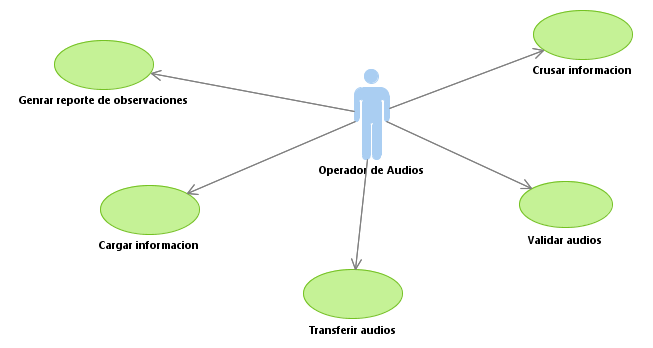 Crusar informacion
Genrar reporte de observaciones
Operador de Audios
Cargar informacion
Validar audios
Transferir audios